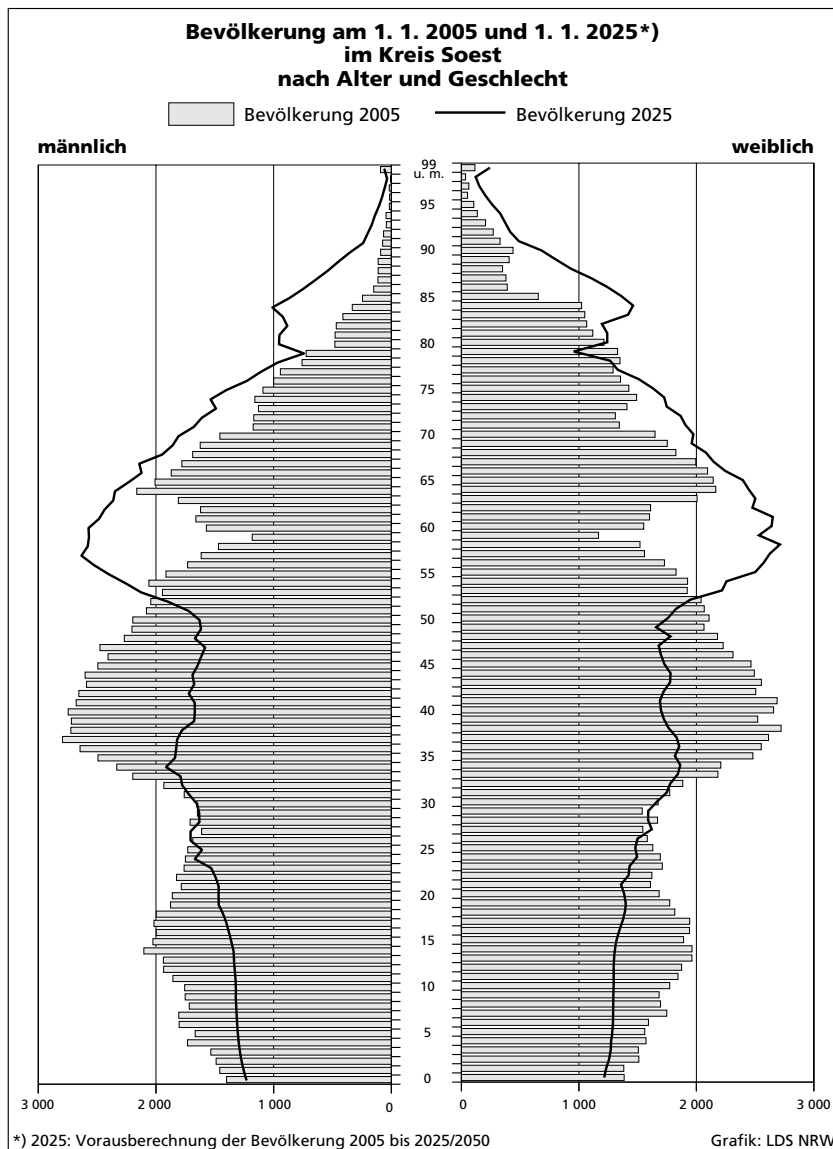 Bevölkerung am 1. 1. 2005 und 1. 1. 2025*)
im Kreis Soest
nach Alter und Geschlecht
Bevölkerung 2005
Bevölkerung 2025
männlich
weiblich
99
u. m.
95
90
85
80
75
70
65
60
55
50
45
40
35
30
25
20
15
10
5
0
3 000 2 000 1 000 0 0 1 000 2 000 3 000
*) 2025: Vorausberechnung der Bevölkerung 2005 bis 2025/2050 Grafik: LDS NRW